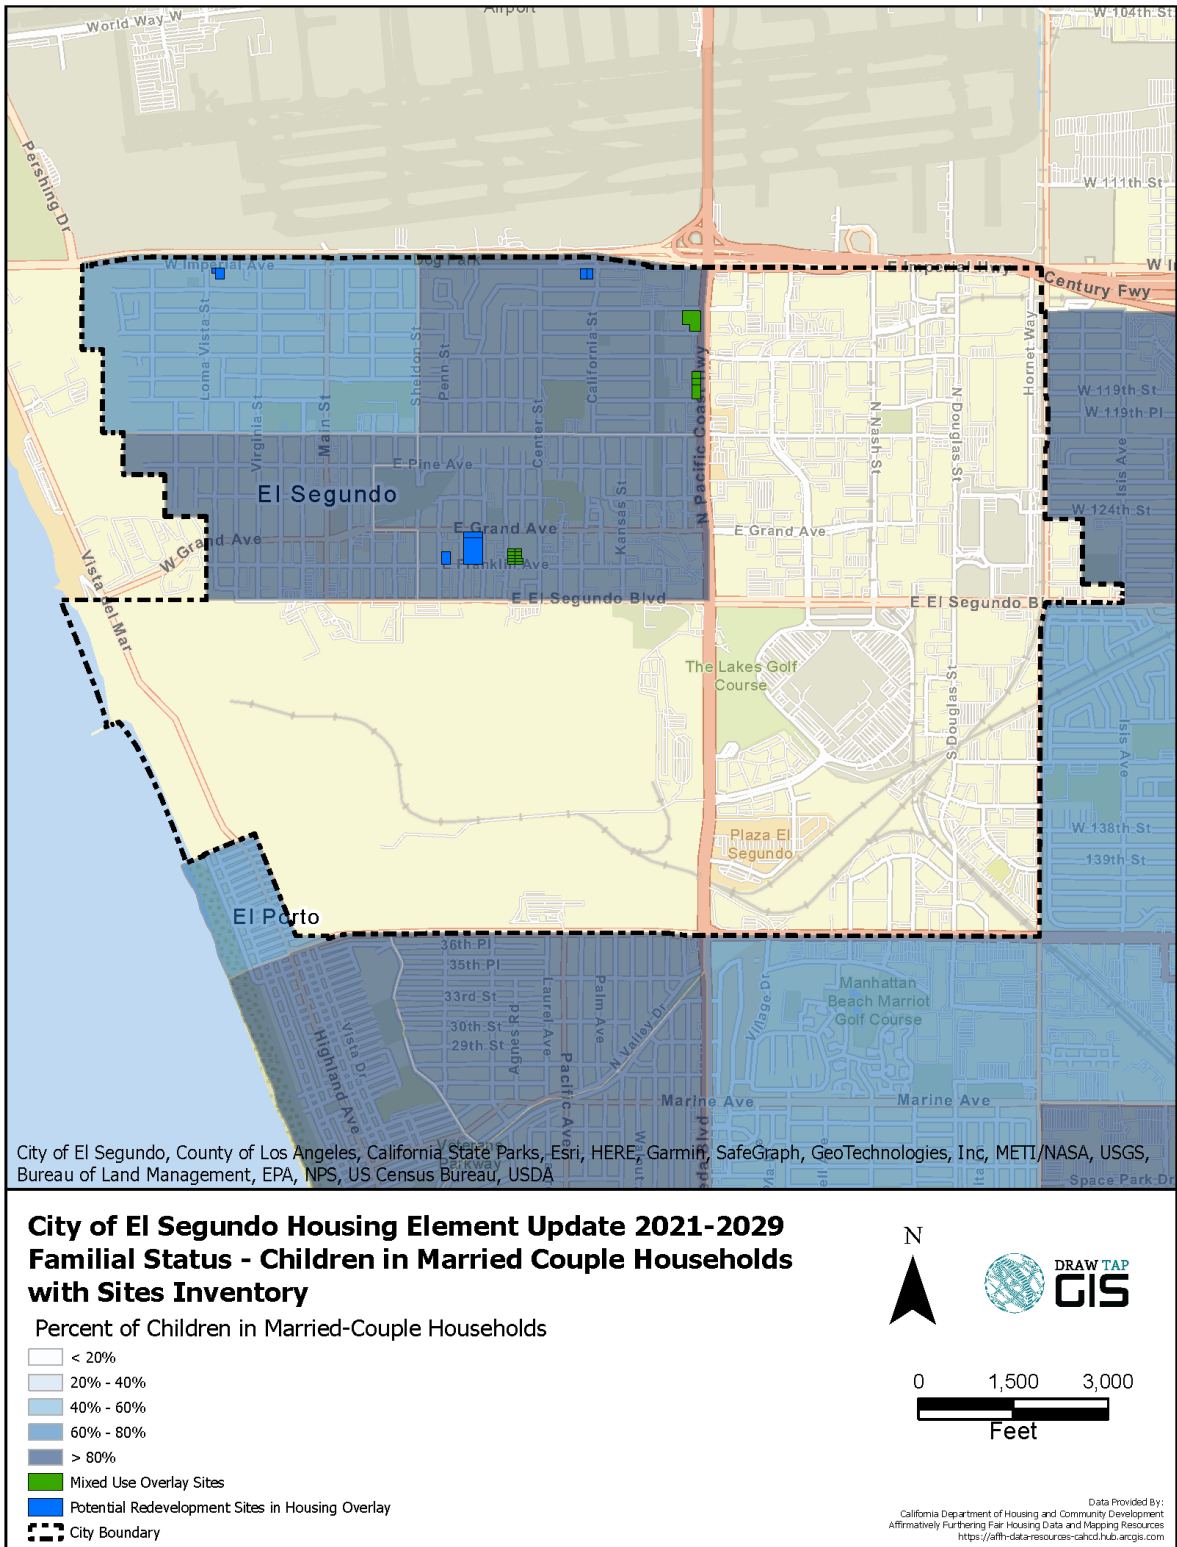 Airport
World Way W
W 104th St
Pershing Dr
W 111th St
W Imperial Ave
Dog Park
E Imperial Hwy
W I
Century Fwy
Loma Vista St
Sheldon St
Penn St
California St
N Pacific Coast Hwy
Hornet Way
W 119th St
W 119th Pl
N Nash St
N Douglas St
Virginia St
Main St
Center St
E Pine Ave
Isis Ave
El Segundo
Kansas St
W 124th St
E Grand Ave
E Grand Ave
W Grand Ave
E Franklin Ave
Vista del Mar
E El Segundo Blvd
E El Segundo B
The Lakes Golf
Course
S Douglas St
Isis Ave
Plaza El
Segundo
W 138th St
139th St
El Porto
36th Pl
35th Pl
33rd St
30th St
29th St
Agnes Rd
Laurel Ave
Palm Ave
N Valley Dr
Village Dr
Manhattan
Beach Marriot
Golf Course
Vista Dr
Highland Ave
Pacific Ave
Marine Ave
Marine Ave
Veterans
Parkway
Space Park Dr
City of El Segundo, County of Los Angeles, California State Parks, Esri, HERE, Garmin, SafeGraph, GeoTechnologies, Inc, METI/NASA, USGS,
Bureau of Land Management, EPA, NPS, US Census Bureau, USDA
City of El Segundo Housing Element Update 2021-2029
Familial Status - Children in Married Couple Households
with Sites Inventory
Percent of Children in Married-Couple Households
< 20%
20% - 40%
40% - 60%
60% - 80%
> 80%
Mixed Use Overlay Sites
Potential Redevelopment Sites in Housing Overlay
City Boundary
N
DRAW TAP
GIS
0 1,500 3,000
Feet
Data Provided By:
California Department of Housing and Community Development
Affirmatively Furthering Fair Housing Data and Mapping Resources
https://affh-data-resources-cahcd.hub.arcgis.com